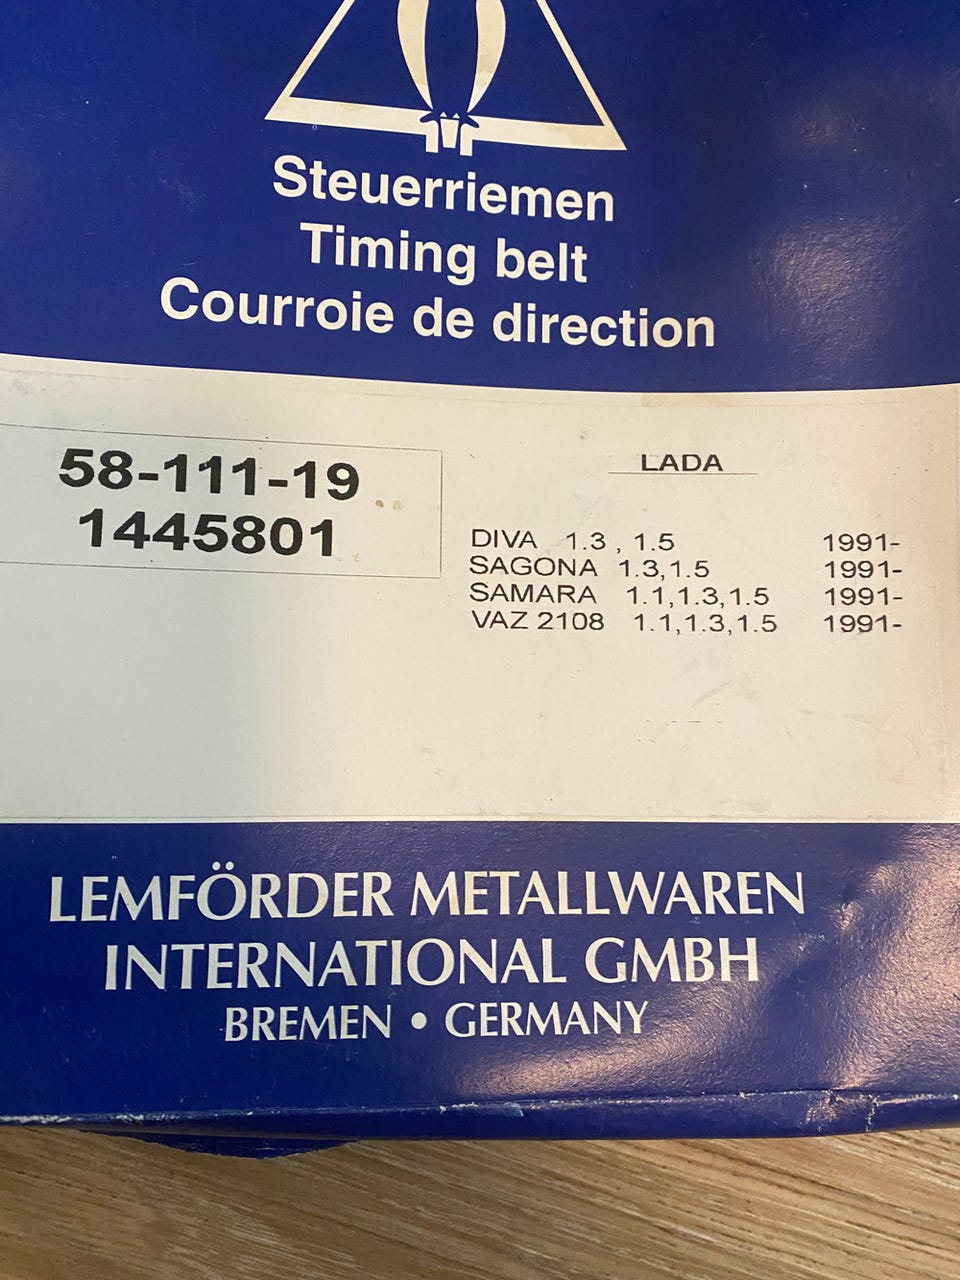 Steuerriemen
Timing belt
Courroie de direction
58-111-19
1445801
LADA
DIVA 1.3 , 1.5 1991-
SAGONA 1.3,1.5 1991-
SAMARA 1.1,1.3,1.5 1991-
VAZ 2108 1.1,1.3,1.5 1991-
LEMFÖRDER METALLWAREN
INTERNATIONAL GMBH
BREMEN • GERMANY